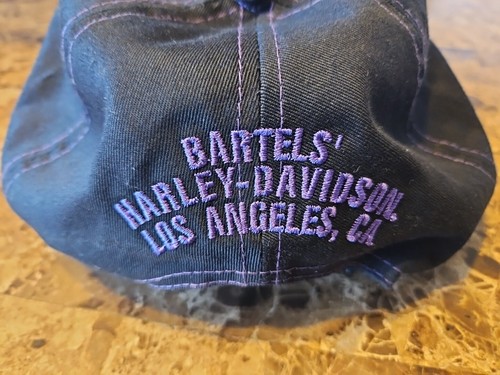 BARTELS'
HARLEY-DAVIDSON
LOS ANGELES, CA